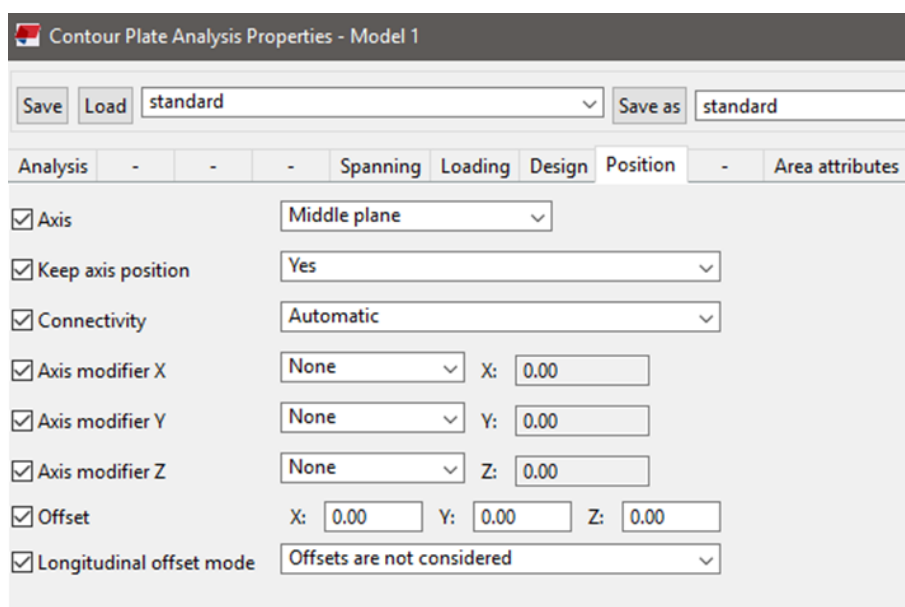 Contour Plate Analysis Properties - Model 1
Save Load standard Save as standard
Analysis - - - Spanning Loading Design Position - Area attributes
Axis Middle plane
Keep axis position Yes
Connectivity Automatic
Axis modifier X None X: 0.00
Axis modifier Y None Y: 0.00
Axis modifier Z None Z: 0.00
Offset X: 0.00 Y: 0.00 Z: 0.00
Longitudinal offset mode Offsets are not considered